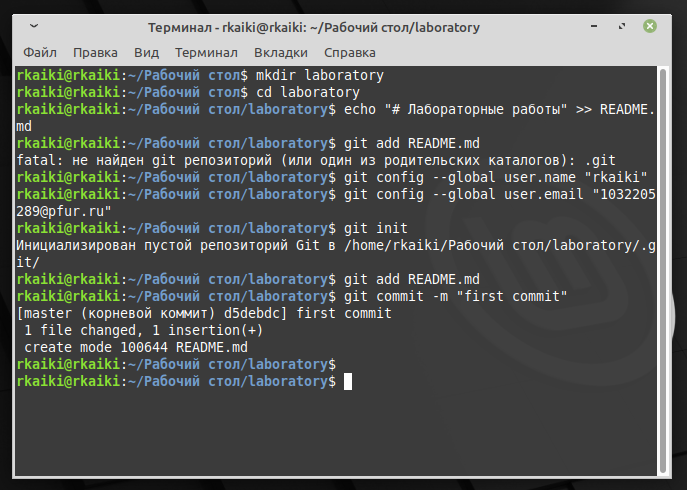 Терминал - rkaiki@rkaiki: ~/Рабочий стол/laboratory
Файл Правка Вид Терминал Вкладки Справка
rkaiki@rkaiki:~/Рабочий стол$ mkdir laboratory
rkaiki@rkaiki:~/Рабочий стол$ cd laboratory
rkaiki@rkaiki:~/Рабочий стол/laboratory$ echo "# Лабораторные работы" >> README.
md
rkaiki@rkaiki:~/Рабочий стол/laboratory$ git add README.md
fatal: не найден git репозиторий (или один из родительских каталогов): .git
rkaiki@rkaiki:~/Рабочий стол/laboratory$ git config --global user.name "rkaiki"
rkaiki@rkaiki:~/Рабочий стол/laboratory$ git config --global user.email "1032205
289@pfur.ru"
rkaiki@rkaiki:~/Рабочий стол/laboratory$ git init
Инициализирован пустой репозиторий Git в /home/rkaiki/Рабочий стол/laboratory/.g
it/
rkaiki@rkaiki:~/Рабочий стол/laboratory$ git add README.md
rkaiki@rkaiki:~/Рабочий стол/laboratory$ git commit -m "first commit"
[master (корневой коммит) d5debdc] first commit
 1 file changed, 1 insertion(+)
 create mode 100644 README.md
rkaiki@rkaiki:~/Рабочий стол/laboratory$
rkaiki@rkaiki:~/Рабочий стол/laboratory$